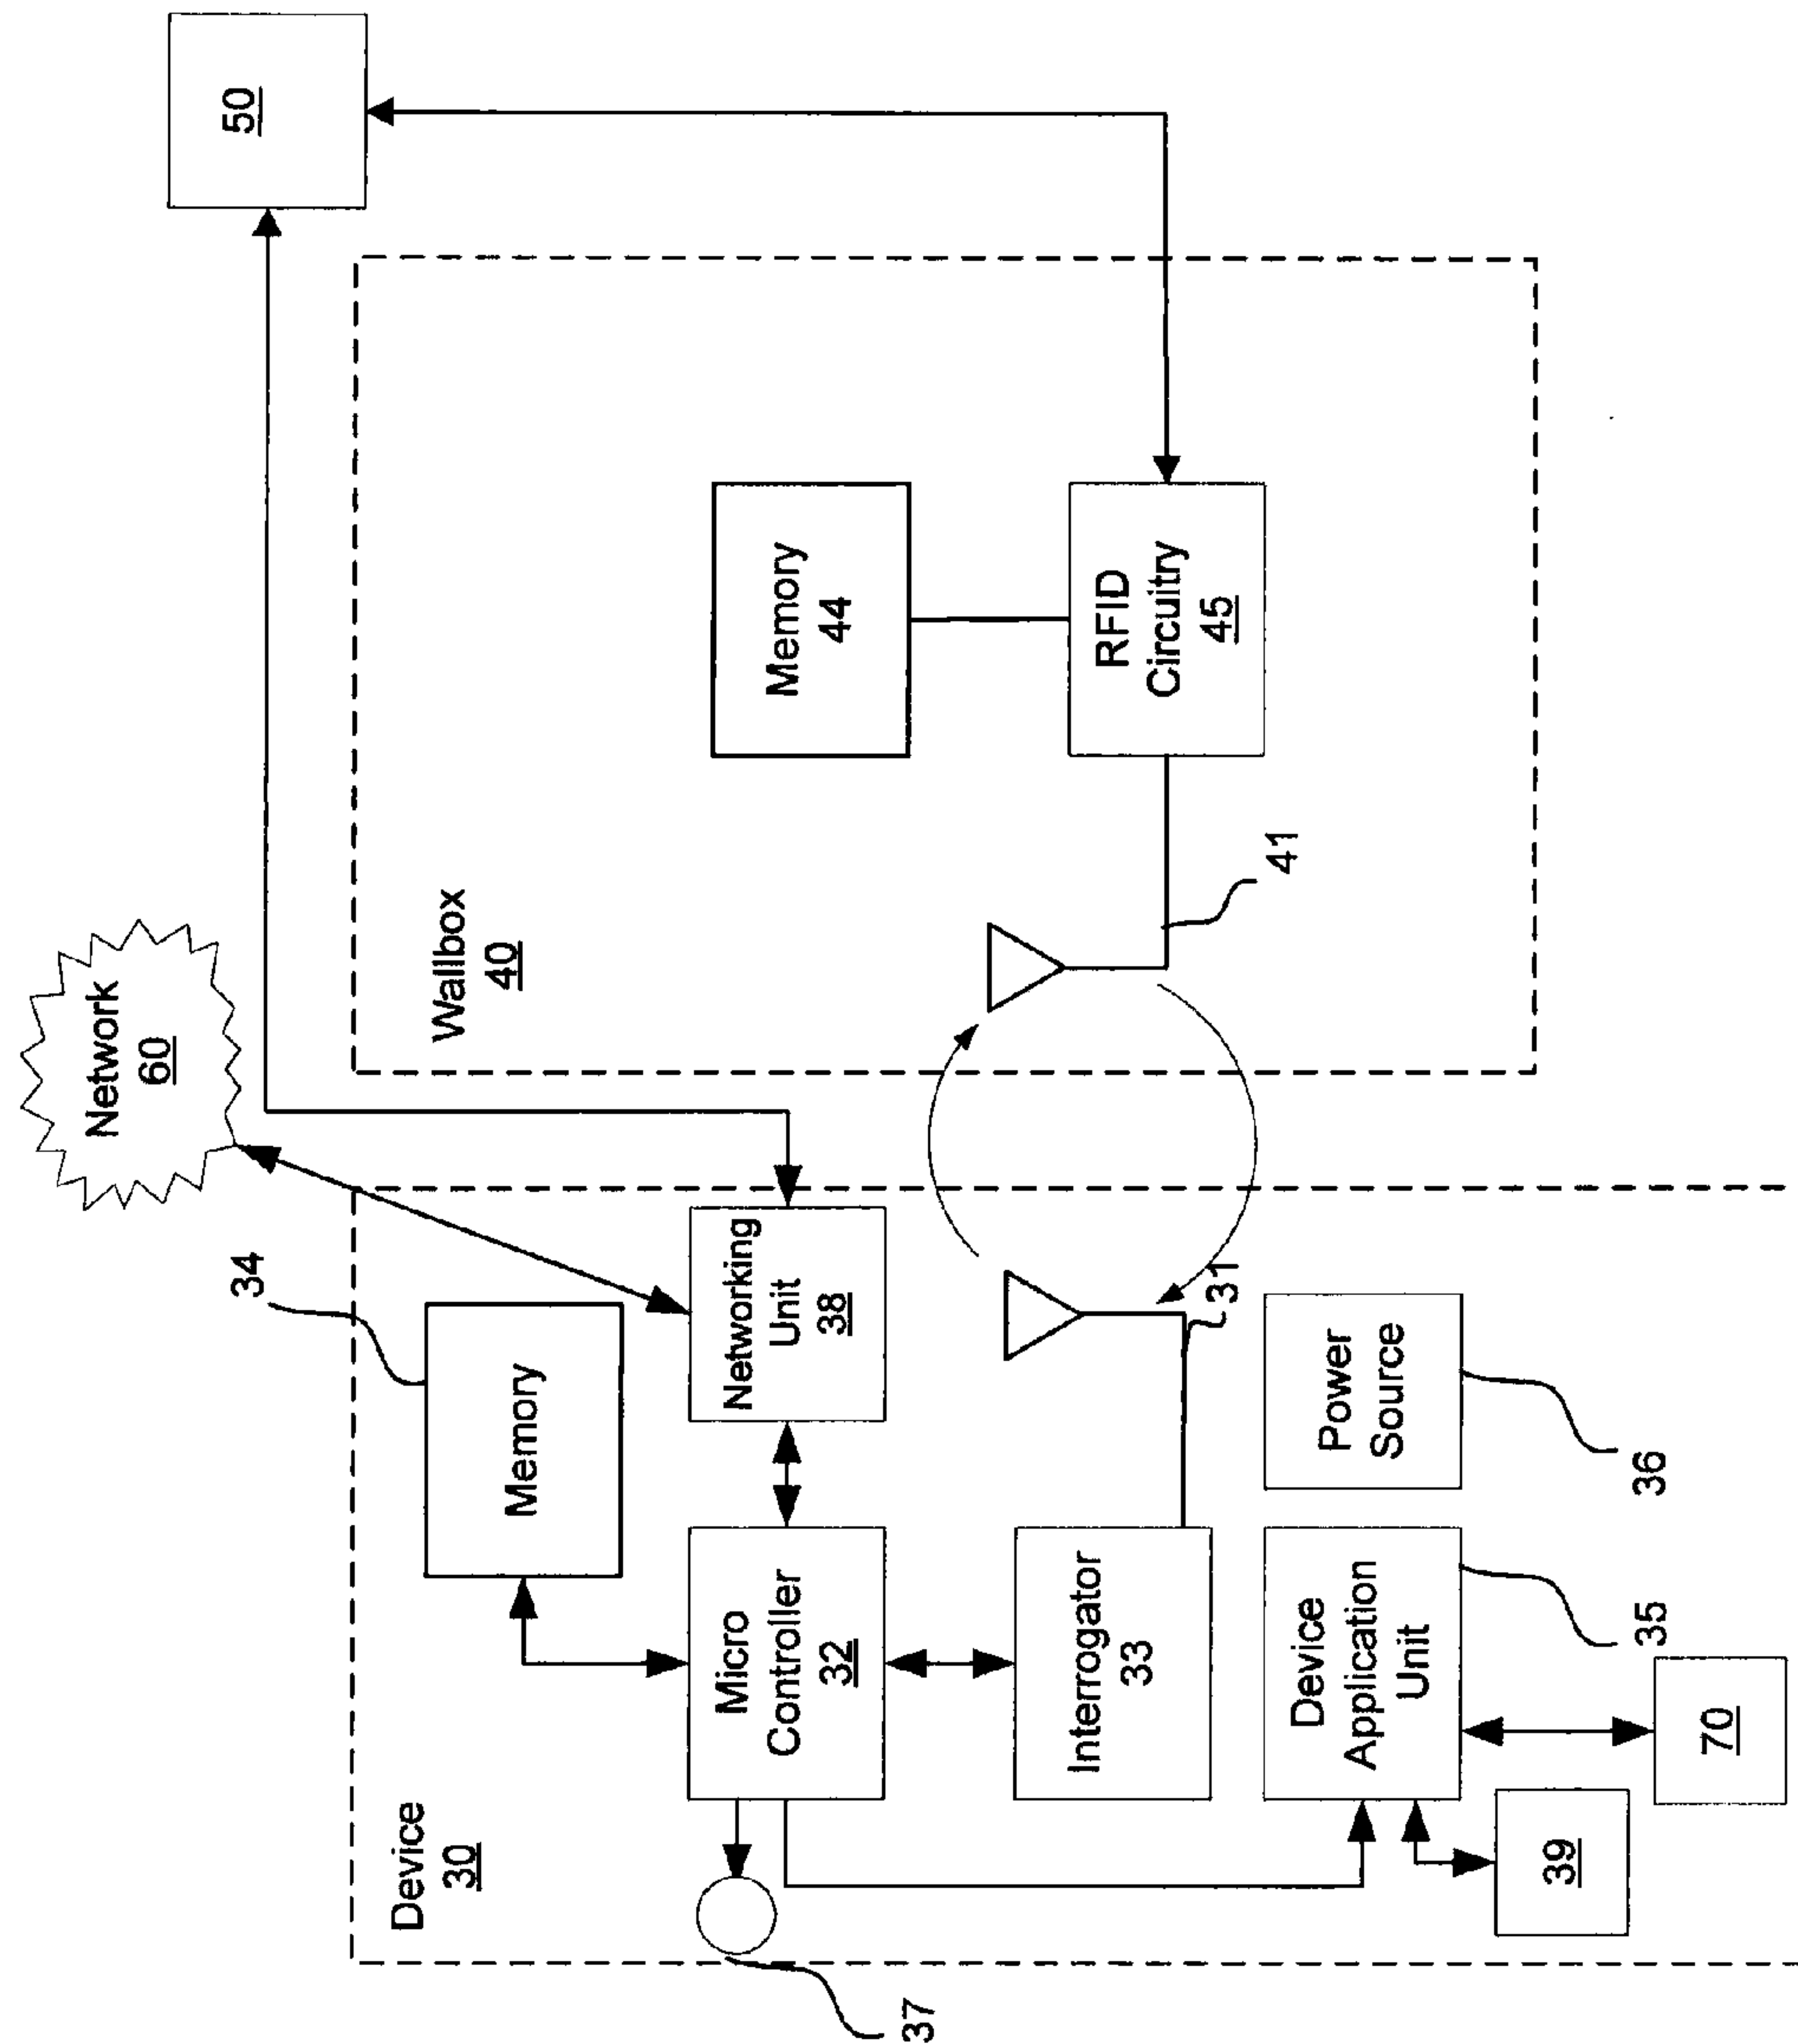 Network
60
50
34
Device
30
Wallbox
40
Memory
Micro
Controller
32
Networking
Unit
38
Memory
44
37
Interrogator
33
31
41
RFID
Circuitry
45
Device
Application
Unit
Power
Source
39
70
35
36